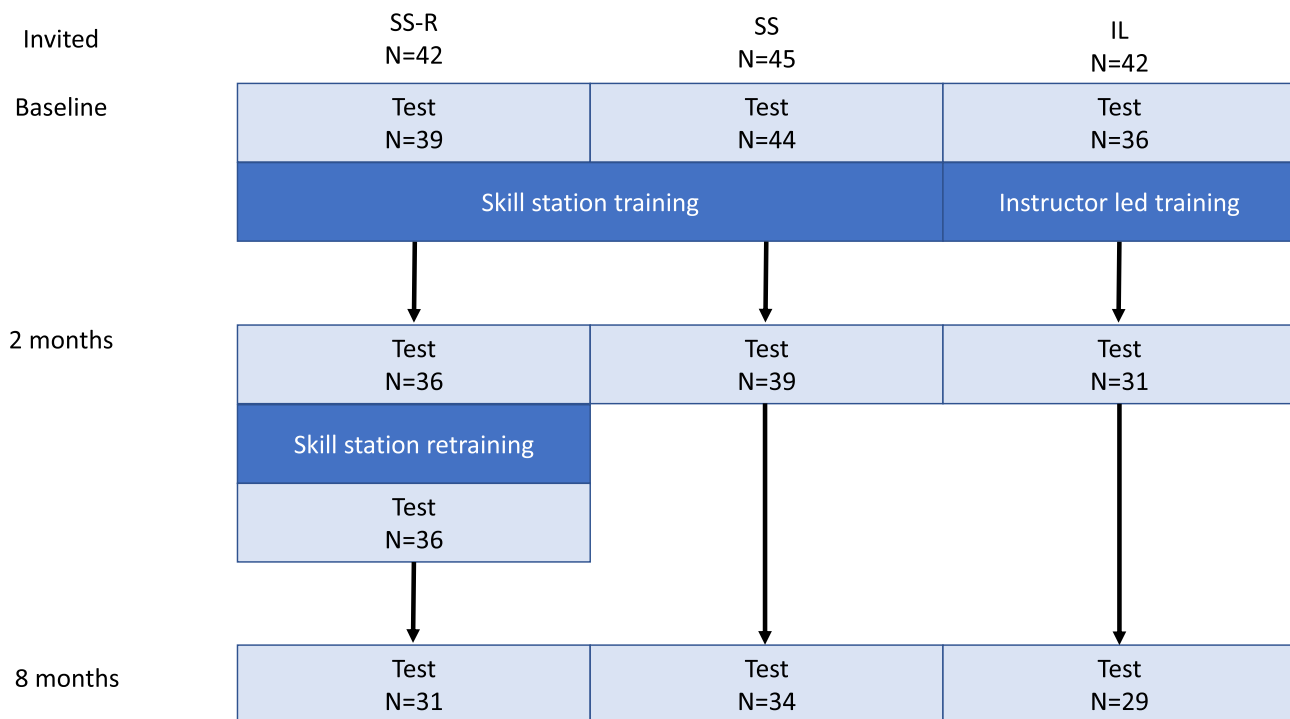 Invited
SS-R
N=42
SS
N=45
IL
N=42
Baseline
Test
N=39
Test
N=44
Test
N=36
Skill station training
Instructor led training
2 months
Test
N=36
Test
N=39
Test
N=31
Skill station retraining
Test
N=36
8 months
Test
N=31
Test
N=34
Test
N=29